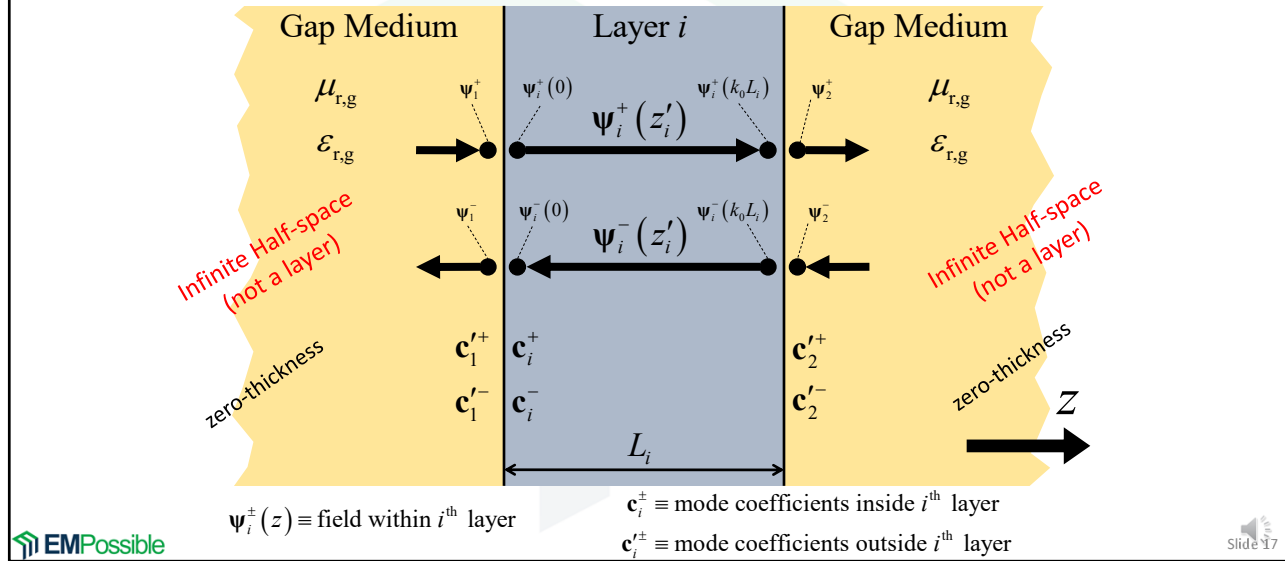 Gap Medium
Layer i
Gap Medium
μr,g
εr,g
ψ₁⁺
ψᵢ⁺(0)
ψᵢ⁺(k₀Lᵢ)
ψ₂⁺
ψᵢ⁺(z′ᵢ)
μr,g
εr,g
ψ₁⁻
ψᵢ⁻(0)
ψᵢ⁻(k₀Lᵢ)
ψ₂⁻
ψᵢ⁻(z′ᵢ)
Infinite Half-space
(not a layer)
Infinite Half-space
(not a layer)
zero-thickness
c′₁⁺
cᵢ⁺
c′₂⁺
c′₁⁻
cᵢ⁻
c′₂⁻
zero-thickness
z
Lᵢ
ψᵢ±(z) ≡ field within iᵗʰ layer
cᵢ± ≡ mode coefficients inside iᵗʰ layer
c′ᵢ± ≡ mode coefficients outside iᵗʰ layer
EMPossible
Slide 17